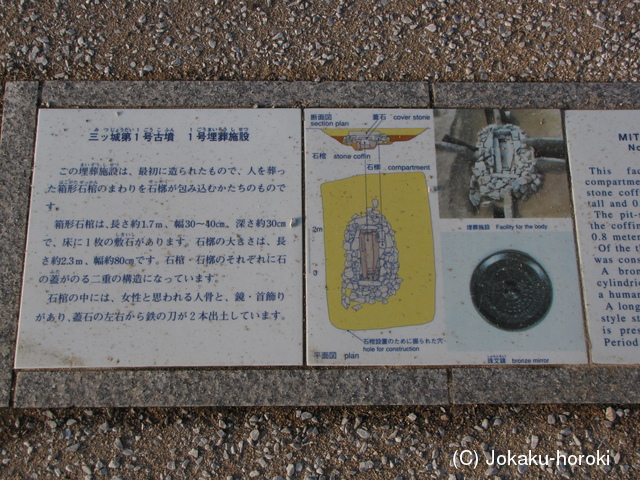 三ッ城第1号古墳　1号埋葬施設
この埋葬施設は、最初に造られたもので、人を葬っ
た箱形石棺のまわりを石槨が包み込むかたちのもので
す。
箱形石棺は、長さ約1.7m、幅30〜40cm、深さ約30cm
で、床に1枚の敷石があります。石槨の大きさは、長
さ約2.3m、幅約80cmです。石棺・石槨のそれぞれに石
の蓋がのる二重の構造になっています。
石棺の中には、女性と思われる人骨と、鏡・首飾り
があり、蓋石の左右から鉄の刀が2本出土しています。
断面図
section plan
蓋石 cover stone
石棺 stone coffin
石槨 compartment
2m
0
石棺設置のために掘られた穴
hole for construction
平面図 plan
埋葬施設 Facility for the body
珠文鏡 bronze mirror
MIT
No
This fac
compartme
stone coff
tall and 0.
The pit-
the coffin
0.8 meter
Of the t
was cons
A bron
cylindric
a human
A long
style st
is pres
Period
(C) Jokaku-horoki